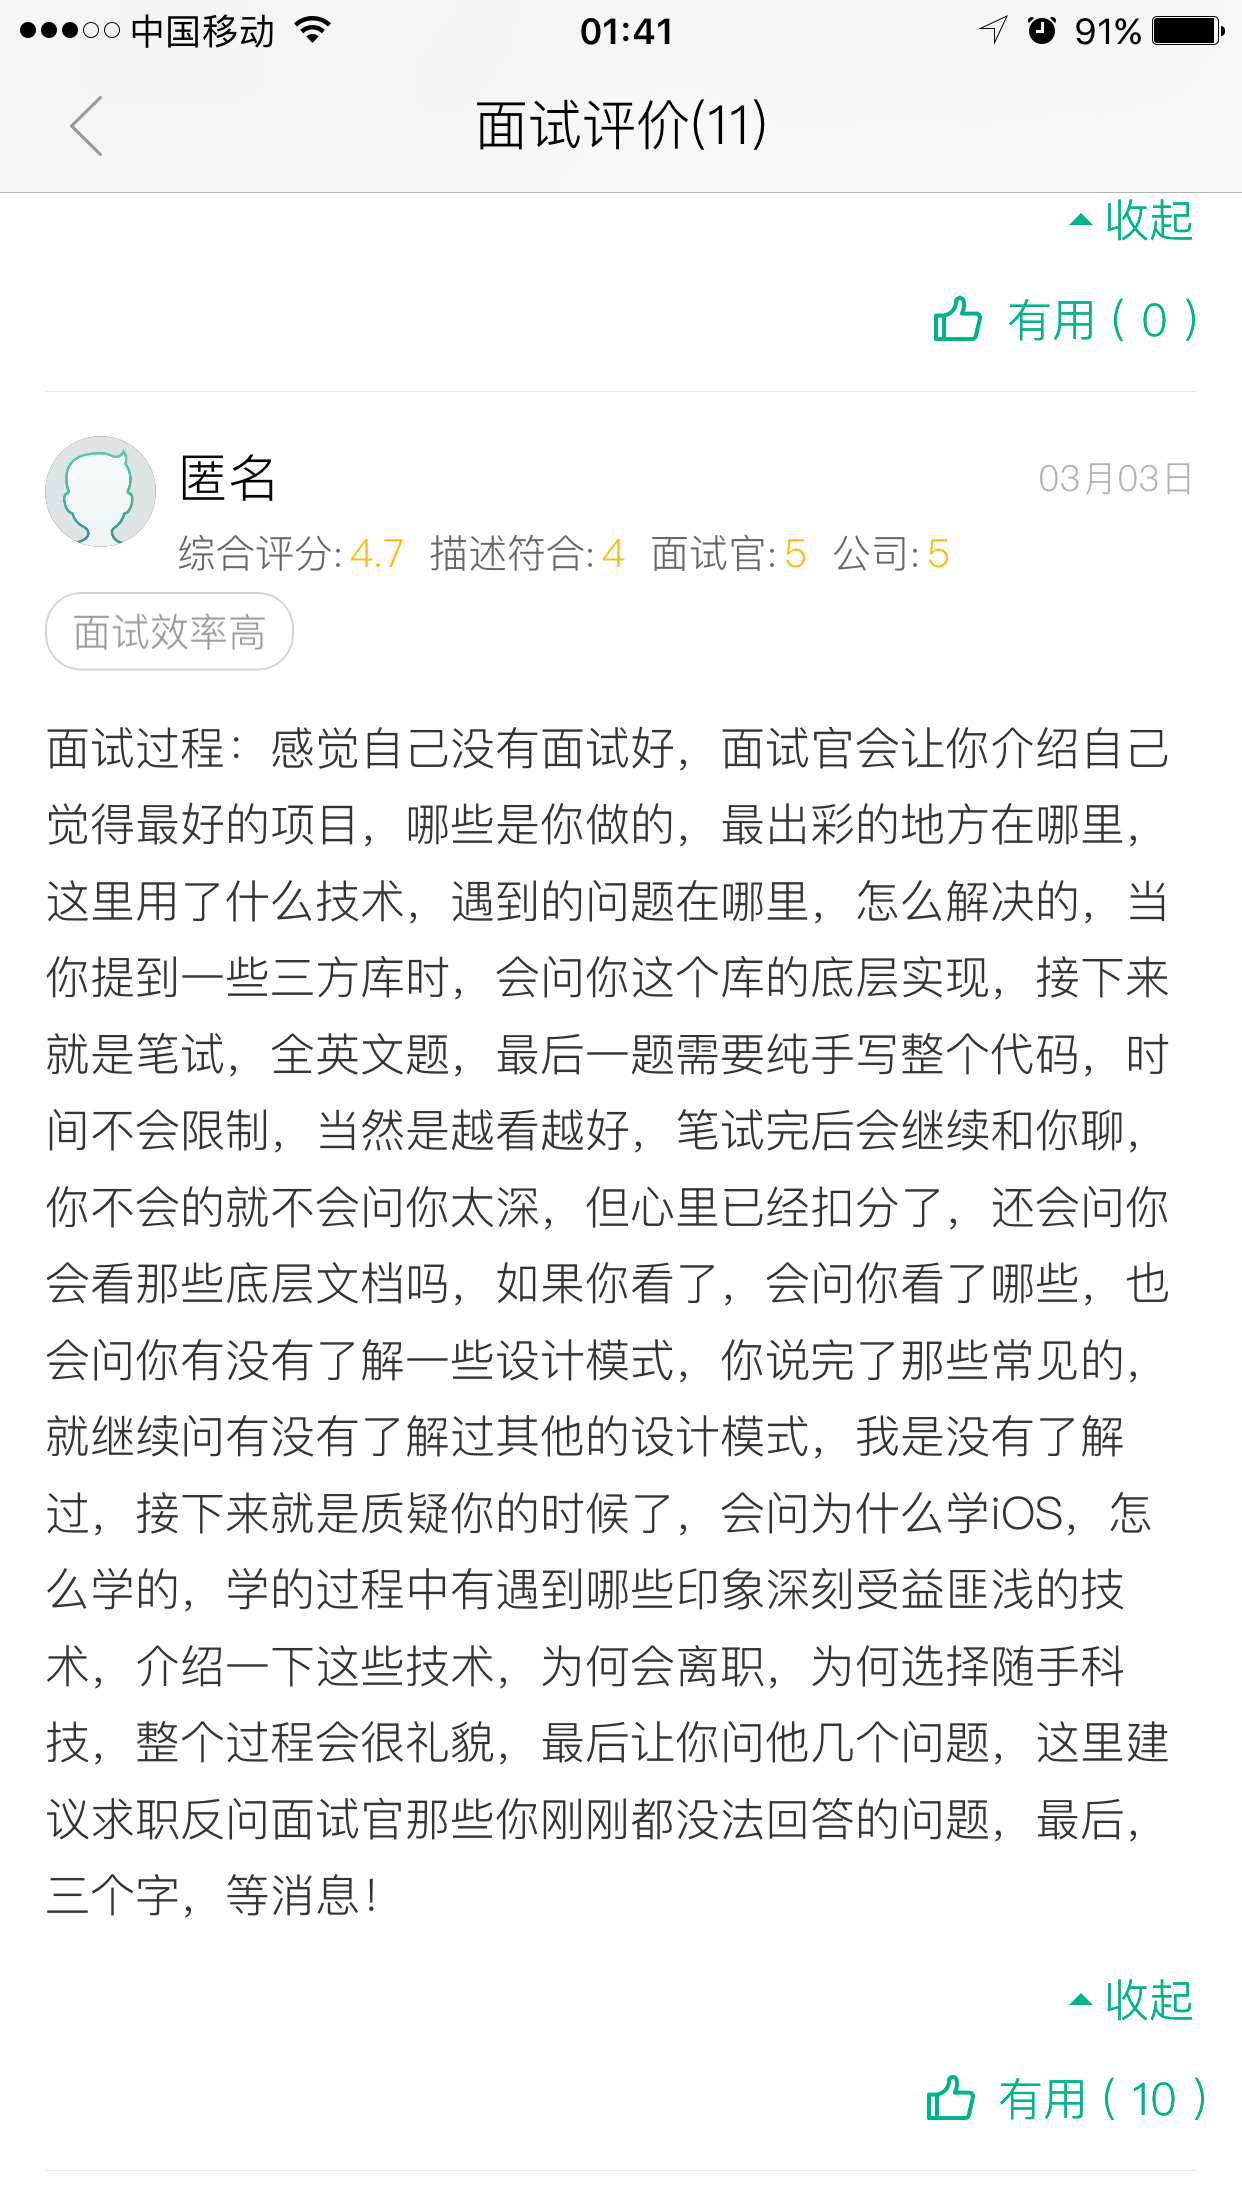 中国移动 01:41 91%
面试评价(11)
收起
有用 ( 0 )
匿名 03月03日
综合评分: 4.7 描述符合: 4 面试官: 5 公司: 5
面试效率高
面试过程：感觉自己没有面试好，面试官会让你介绍自己
觉得最好的项目，哪些是你做的，最出彩的地方在哪里，
这里用了什么技术，遇到的问题在哪里，怎么解决的，当
你提到一些三方库时，会问你这个库的底层实现，接下来
就是笔试，全英文题，最后一题需要纯手写整个代码，时
间不会限制，当然是越看越好，笔试完后会继续和你聊，
你不会的就不会问你太深，但心里已经扣分了，还会问你
会看那些底层文档吗，如果你看了，会问你看了哪些，也
会问你有没有了解一些设计模式，你说完了那些常见的，
就继续问有没有了解过其他的设计模式，我是没有了解
过，接下来就是质疑你的时候了，会问为什么学iOS，怎
么学的，学的过程中有遇到哪些印象深刻受益匪浅的技
术，介绍一下这些技术，为何会离职，为何选择随手科
技，整个过程会很礼貌，最后让你问他几个问题，这里建
议求职反问面试官那些你刚刚都没法回答的问题，最后，
三个字，等消息！
收起
有用 ( 10 )